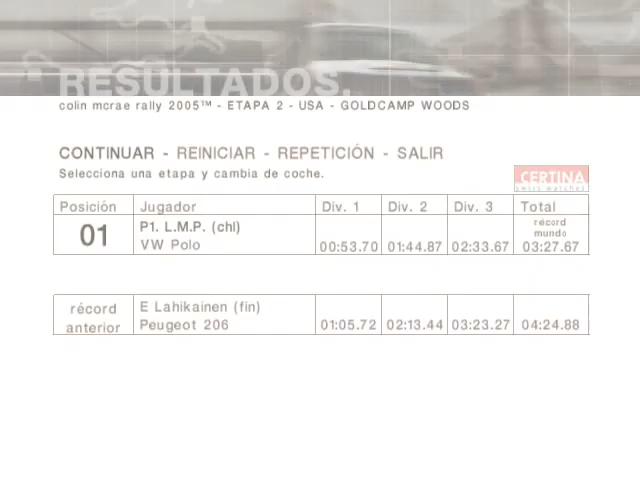 RESULTADOS.
colin mcrae rally 2005™ - ETAPA 2 - USA - GOLDCAMP WOODS
CONTINUAR - REINICIAR - REPETICIÓN - SALIR
Selecciona una etapa y cambia de coche.
CERTINA
swiss watches
Posición Jugador Div. 1 Div. 2 Div. 3 Total
01 P1. L.M.P. (chl) récord
mundo
VW Polo 00:53.70 01:44.87 02:33.67 03:27.67
récord E Lahikainen (fin)
anterior Peugeot 206 01:05.72 02:13.44 03:23.27 04:24.88